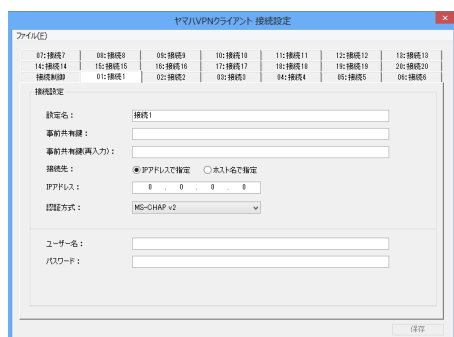 ヤマハVPNクライアント 接続設定
ファイル(F)
07:接続7 08:接続8 09:接続9 10:接続10 11:接続11 12:接続12 13:接続13
14:接続14 15:接続15 16:接続16 17:接続17 18:接続18 19:接続19 20:接続20
接続制御 01:接続1 02:接続2 03:接続3 04:接続4 05:接続5 06:接続6
接続設定
設定名： 接続1
事前共有鍵：
事前共有鍵(再入力)：
接続先： IPアドレスで指定 ホスト名で指定
IPアドレス： 0 . 0 . 0 . 0
認証方式： MS-CHAP v2
ユーザー名：
パスワード：
保存